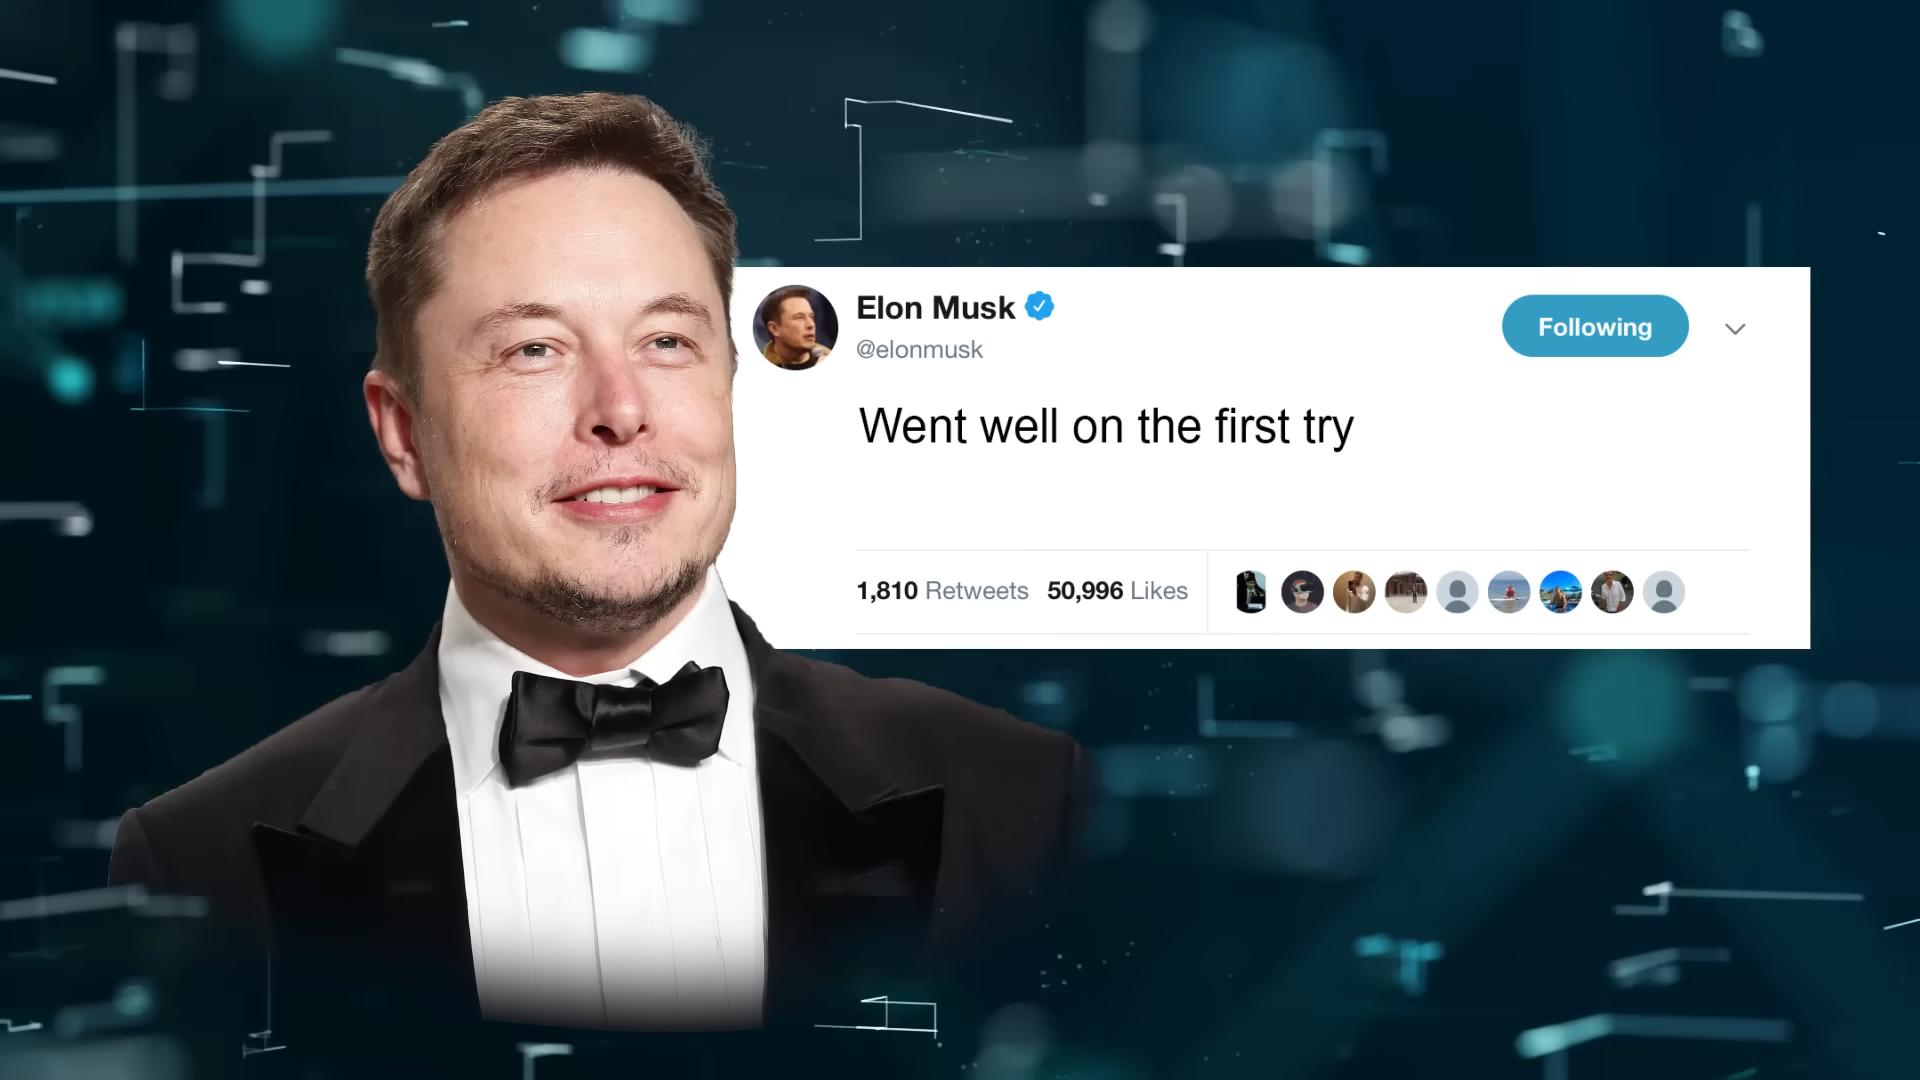 Elon Musk
@elonmusk
Following
Went well on the first try
1,810 Retweets 50,996 Likes